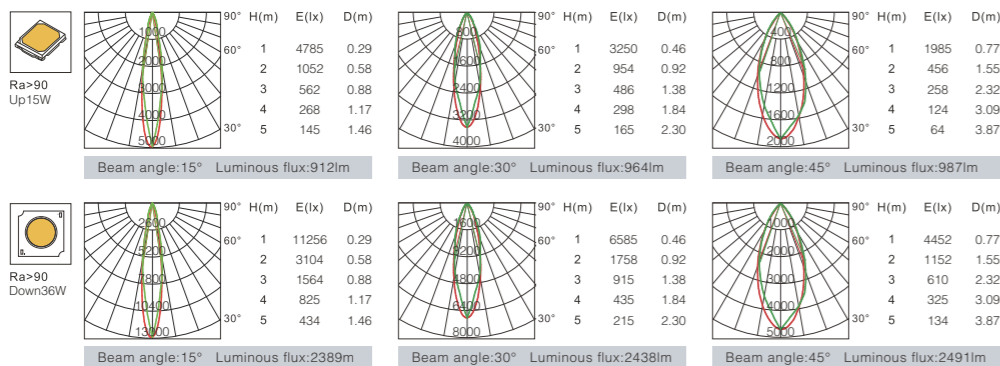 Ra>90
Up15W
1000
2000
3000
4000
5000
90°
60°
30°
H(m) E(lx) D(m)
1 4785 0.29
2 1052 0.58
3 562 0.88
4 268 1.17
5 145 1.46
Beam angle:15° Luminous flux:912lm
800
1600
2400
3200
4000
90°
60°
30°
H(m) E(lx) D(m)
1 3250 0.46
2 954 0.92
3 486 1.38
4 298 1.84
5 165 2.30
Beam angle:30° Luminous flux:964lm
400
800
1200
1600
2000
90°
60°
30°
H(m) E(lx) D(m)
1 1985 0.77
2 456 1.55
3 258 2.32
4 124 3.09
5 64 3.87
Beam angle:45° Luminous flux:987lm
Ra>90
Down36W
2600
5200
7800
10400
13000
90°
60°
30°
H(m) E(lx) D(m)
1 11256 0.29
2 3104 0.58
3 1564 0.88
4 825 1.17
5 434 1.46
Beam angle:15° Luminous flux:2389m
1600
3200
4800
6400
8000
90°
60°
30°
H(m) E(lx) D(m)
1 6585 0.46
2 1758 0.92
3 915 1.38
4 435 1.84
5 215 2.30
Beam angle:30° Luminous flux:2438lm
1000
2000
3000
4000
5000
90°
60°
30°
H(m) E(lx) D(m)
1 4452 0.77
2 1152 1.55
3 610 2.32
4 325 3.09
5 134 3.87
Beam angle:45° Luminous flux:2491lm